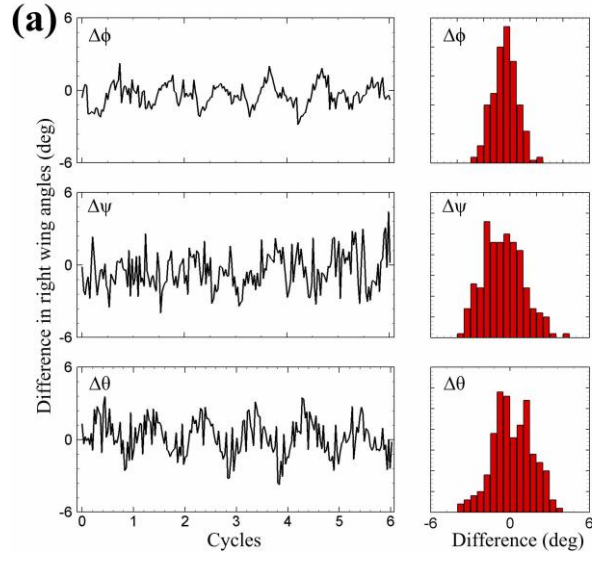 (a)
Difference in right wing angles (deg)
6
Δϕ
0
-6
Δϕ
6
Δψ
0
-6
Δψ
6
Δθ
0
-6
0 1 2 3 4 5 6
Cycles
Δθ
-6 0 6
Difference (deg)